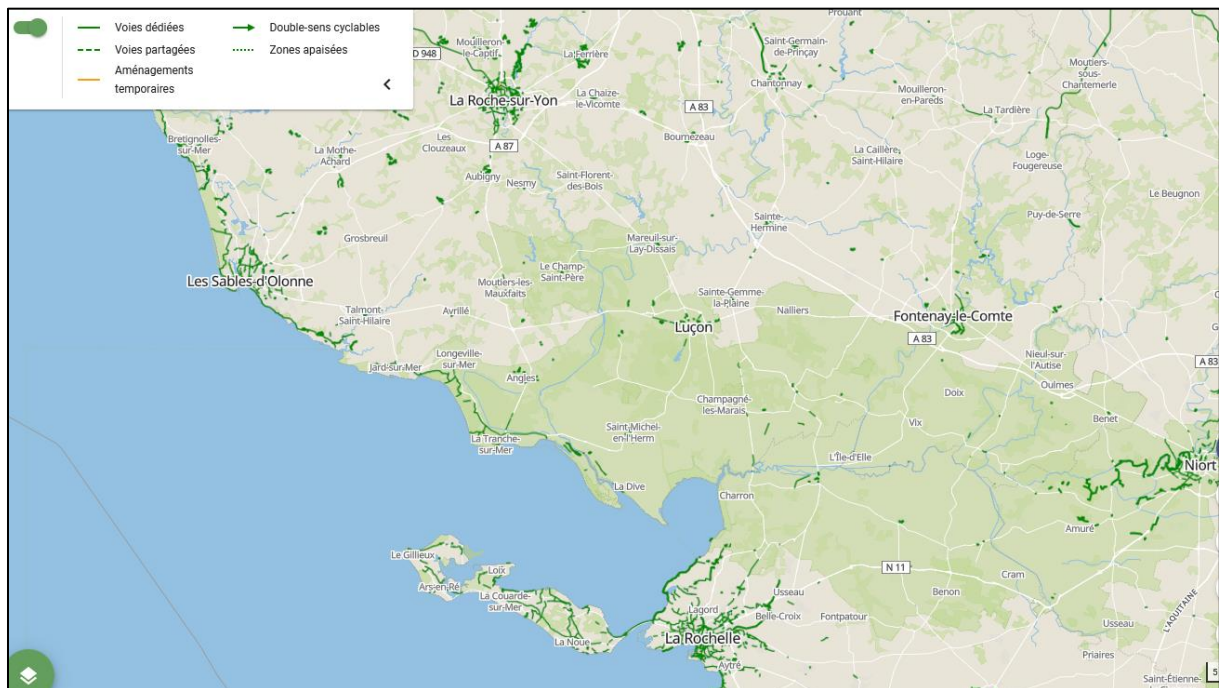 Voies dédiées
Double-sens cyclables
Voies partagées
Zones apaisées
Aménagements
temporaires
Prouant
D 948
Mouilleron-
le-Captif
La Ferrière
Saint-Germain-
de-Prinçay
Moutiers-
sous-
Chantemerle
La Roche-sur-Yon
La Chaize-
le-Vicomte
A 83
Chantonnay
Mouilleron-
en-Pareds
La Tardière
Bretignolles-
sur-Mer
La Mothe-
Achard
Les
Clouzeaux
A 87
Bournezeau
La Caillère-
Saint-Hilaire
Loge-
Fougereuse
Aubigny
Nesmy
Saint-Florent-
des-Bois
Le Beugnon
Puy-de-Serre
Grosbreuil
Mareuil-sur-
Lay-Dissais
Sainte-
Hermine
Le Champ-
Saint-Père
Les Sables-d'Olonne
Moutiers-les-
Mauxfaits
Sainte-Gemme-
la-Plaine
Talmont-
Saint-Hilaire
Avrillé
Luçon
Nalliers
Fontenay-le-Comte
A 83
Longeville-
sur-Mer
Jard-sur-Mer
Angles
Nieul-sur-
l'Autise
A 83
Oulmes
Doix
Champagné-
les-Marais
Vix
Benet
La Tranche-
sur-Mer
Saint-Michel-
en-l'Herm
L'Île-d'Elle
Niort
La Dive
Charron
Amuré
Le Gillieux
Loix
Ars-en-Ré
La Couarde-
sur-Mer
N 11
Cram
Usseau
Benon
Lagord
Belle-Croix
Fontpatour
La Noue
La Rochelle
Usseau
L'AQUITAINE
Aytré
Priaires
Saint-Étienne-
5